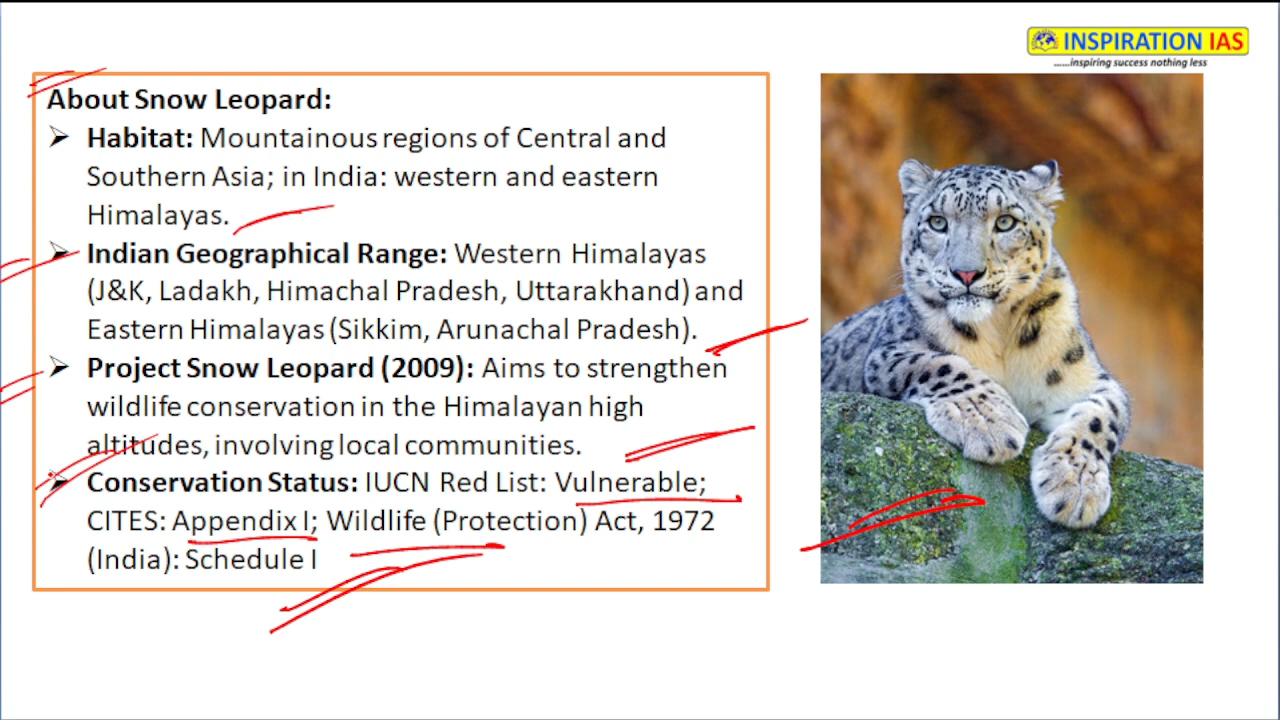 INSPIRATION IAS
......inspiring success nothing less
About Snow Leopard:
Habitat: Mountainous regions of Central and
Southern Asia; in India: western and eastern
Himalayas.
Indian Geographical Range: Western Himalayas
(J&K, Ladakh, Himachal Pradesh, Uttarakhand) and
Eastern Himalayas (Sikkim, Arunachal Pradesh).
Project Snow Leopard (2009): Aims to strengthen
wildlife conservation in the Himalayan high
altitudes, involving local communities.
Conservation Status: IUCN Red List: Vulnerable;
CITES: Appendix I; Wildlife (Protection) Act, 1972
(India): Schedule I